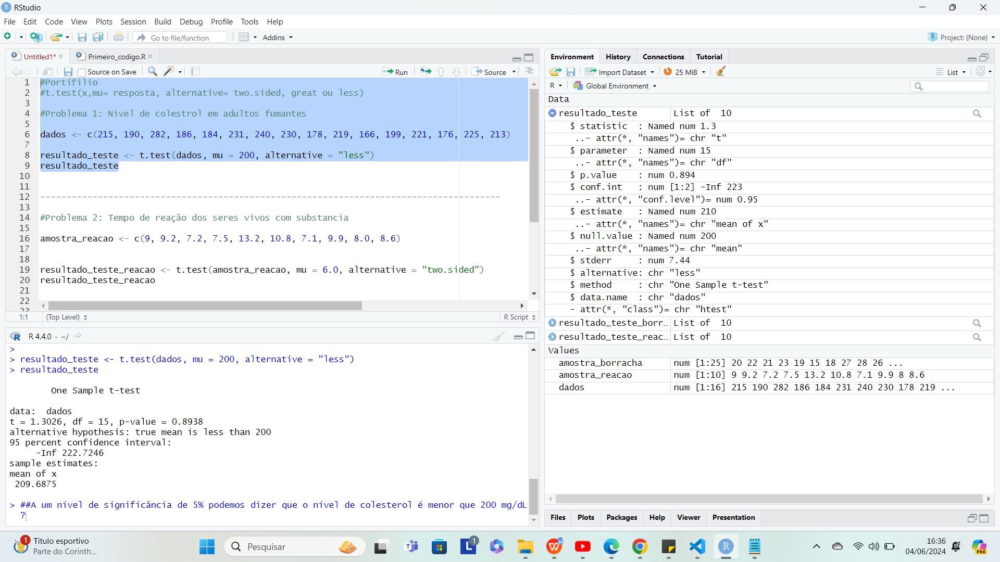 RStudio
File Edit Code View Plots Session Build Debug Profile Tools Help
Go to file/function Addins Project: (None)
Untitled1* Primeiro_codigo.R
Source on Save Run Source
1 #Portifilio
2 #t.test(x,mu= resposta, alternative= two.sided, great ou less)
3
4 #Problema 1: Nivel de colestrol em adultos fumantes
5
6 dados <- c(215, 190, 282, 186, 184, 231, 240, 230, 178, 219, 166, 199, 221, 176, 225, 213)
7
8 resultado_teste <- t.test(dados, mu = 200, alternative = "less")
9 resultado_teste
10
11
12 ----------------------------------------------------------------------------------------
13
14 #Problema 2: Tempo de reação dos seres vivos com substancia
15
16 amostra_reacao <- c(9, 9.2, 7.2, 7.5, 13.2, 10.8, 7.1, 9.9, 8.0, 8.6)
17
18
19 resultado_teste_reacao <- t.test(amostra_reacao, mu = 6.0, alternative = "two.sided")
20 resultado_teste_reacao
21
22
23
1:1 (Top Level) R Script
R 4.4.0 · ~/
>
> resultado_teste <- t.test(dados, mu = 200, alternative = "less")
> resultado_teste
One Sample t-test
data: dados
t = 1.3026, df = 15, p-value = 0.8938
alternative hypothesis: true mean is less than 200
95 percent confidence interval:
-Inf 222.7246
sample estimates:
mean of x
209.6875
> ##A um nível de significância de 5% podemos dizer que o nível de colesterol é menor que 200 mg/dL
?
Environment History Connections Tutorial
Import Dataset 25 MiB List
R Global Environment
Data
resultado_teste List of 10
$ statistic : Named num 1.3
..- attr(*, "names")= chr "t"
$ parameter : Named num 15
..- attr(*, "names")= chr "df"
$ p.value : num 0.894
$ conf.int : num [1:2] -Inf 223
..- attr(*, "conf.level")= num 0.95
$ estimate : Named num 210
..- attr(*, "names")= chr "mean of x"
$ null.value : Named num 200
..- attr(*, "names")= chr "mean"
$ stderr : num 7.44
$ alternative: chr "less"
$ method : chr "One Sample t-test"
$ data.name : chr "dados"
- attr(*, "class")= chr "htest"
resultado_teste_borr… List of 10
resultado_teste_reac… List of 10
Values
amostra_borracha num [1:25] 20 22 21 23 19 15 18 27 28 26 ...
amostra_reacao num [1:10] 9 9.2 7.2 7.5 13.2 10.8 7.1 9.9 8 8.6
dados num [1:16] 215 190 282 186 184 231 240 230 178 219 ...
Files Plots Packages Help Viewer Presentation
1 Título esportivo
Parte do Corinth...
Pesquisar
L 1
W
R
16:36
04/06/2024
PRE